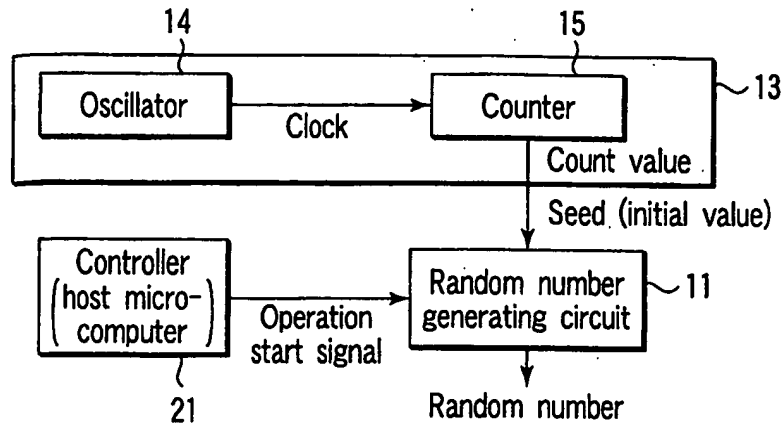 14
15
13
Oscillator
Clock
Counter
Count value
Seed (initial value)
Controller
(host micro-
computer)
Operation
start signal
Random number
generating circuit
11
21
Random number